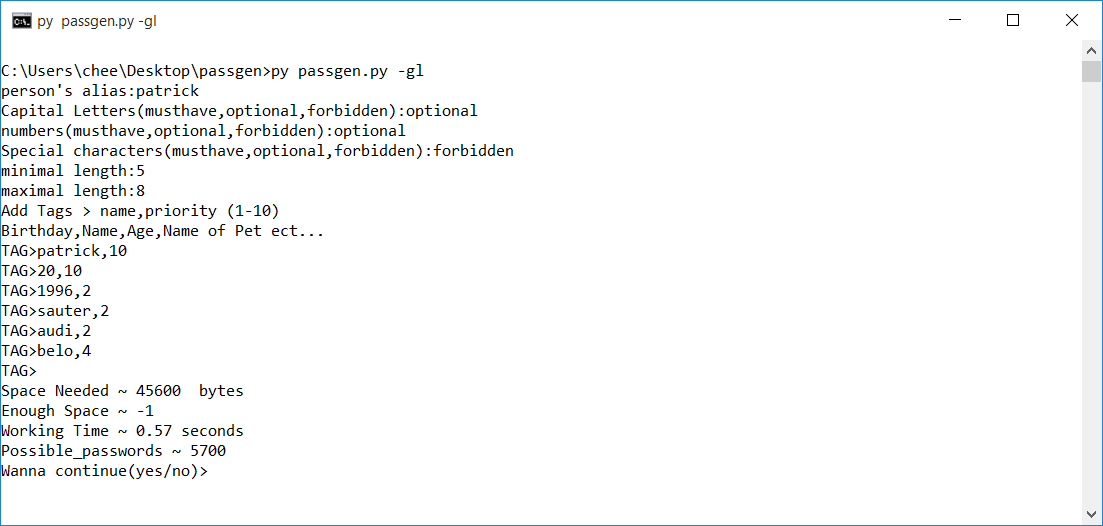 py  passgen.py -gl
C:\Users\chee\Desktop\passgen>py passgen.py -gl
person's alias:patrick
Capital Letters(musthave,optional,forbidden):optional
numbers(musthave,optional,forbidden):optional
Special characters(musthave,optional,forbidden):forbidden
minimal length:5
maximal length:8
Add Tags > name,priority (1-10)
Birthday,Name,Age,Name of Pet ect...
TAG>patrick,10
TAG>20,10
TAG>1996,2
TAG>sauter,2
TAG>audi,2
TAG>belo,4
TAG>
Space Needed ~ 45600  bytes
Enough Space ~ -1
Working Time ~ 0.57 seconds
Possible_passwords ~ 5700
Wanna continue(yes/no)>